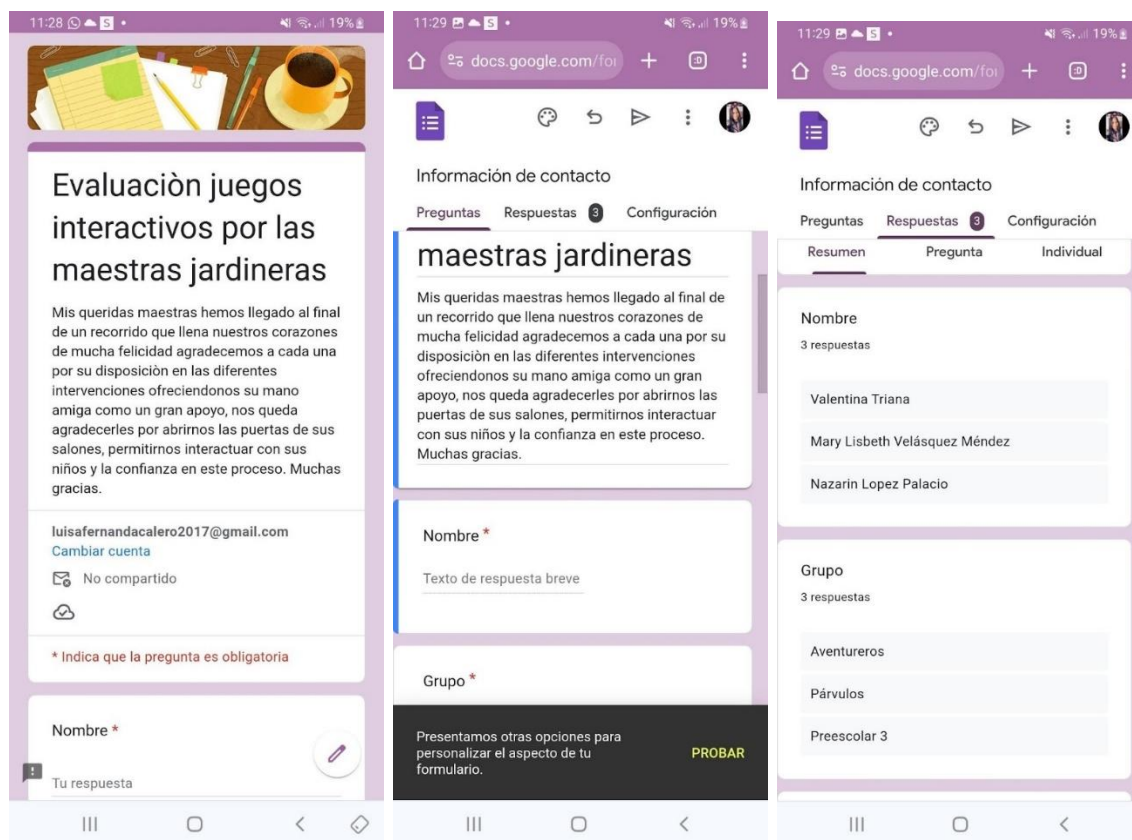 11:28 S • 19%
Evaluaciòn juegos
interactivos por las
maestras jardineras
Mis queridas maestras hemos llegado al final
de un recorrido que llena nuestros corazones
de mucha felicidad agradecemos a cada una
por su disposiciòn en las diferentes
intervenciones ofreciendonos su mano
amiga como un gran apoyo, nos queda
agradecerles por abrirnos las puertas de sus
salones, permitirnos interactuar con sus
niños y la confianza en este proceso. Muchas
gracias.
luisafernandacalero2017@gmail.com
Cambiar cuenta
No compartido
* Indica que la pregunta es obligatoria
Nombre *
Tu respuesta
11:29 S • 19%
docs.google.com/for
:D
Información de contacto
Preguntas Respuestas 3 Configuración
maestras jardineras
Mis queridas maestras hemos llegado al final de
un recorrido que llena nuestros corazones de
mucha felicidad agradecemos a cada una por su
disposiciòn en las diferentes intervenciones
ofreciendonos su mano amiga como un gran
apoyo, nos queda agradecerles por abrirnos las
puertas de sus salones, permitirnos interactuar
con sus niños y la confianza en este proceso.
Muchas gracias.
Nombre *
Texto de respuesta breve
Grupo *
Presentamos otras opciones para
personalizar el aspecto de tu
formulario.
PROBAR
11:29 S • 19%
docs.google.com/for
:D
Información de contacto
Preguntas Respuestas 3 Configuración
Resumen Pregunta Individual
Nombre
3 respuestas
Valentina Triana
Mary Lisbeth Velásquez Méndez
Nazarin Lopez Palacio
Grupo
3 respuestas
Aventureros
Párvulos
Preescolar 3